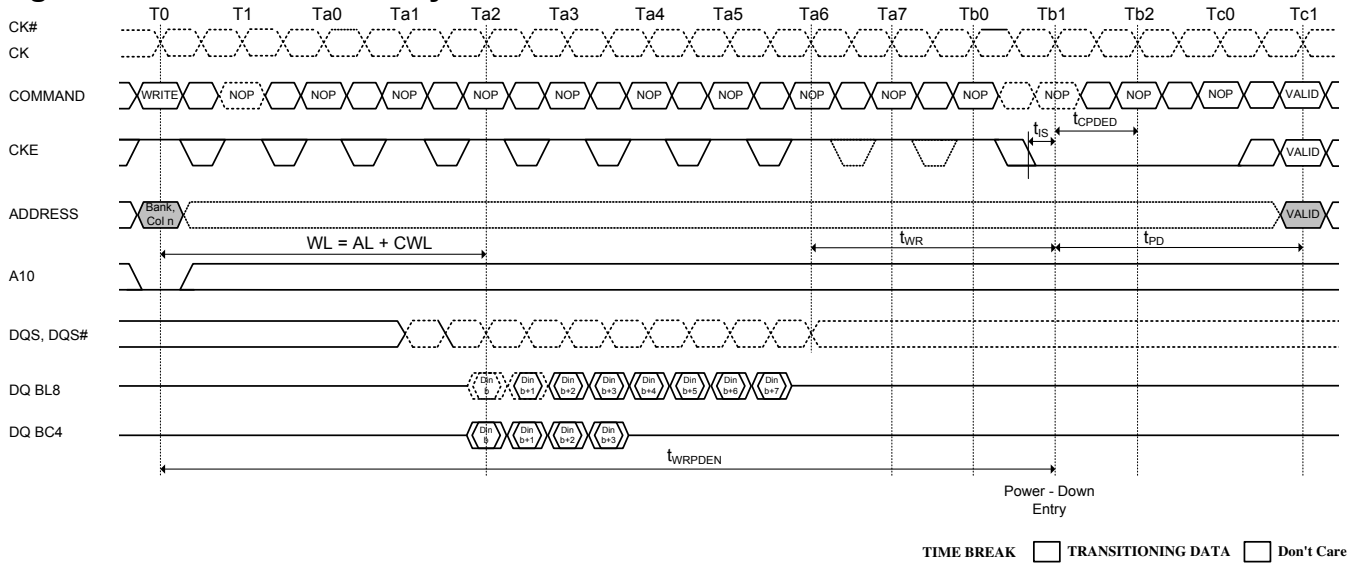 T0 T1 Ta0 Ta1 Ta2 Ta3 Ta4 Ta5 Ta6 Ta7 Tb0 Tb1 Tb2 Tc0 Tc1
CK#
CK
COMMAND WRITE NOP NOP NOP NOP NOP NOP NOP NOP NOP NOP NOP NOP NOP VALID
tIS tCPDED
CKE VALID
ADDRESS Bank, Col n VALID
WL = AL + CWL tWR tPD
A10
DQS, DQS#
DQ BL8 Din b Din b+1 Din b+2 Din b+3 Din b+4 Din b+5 Din b+6 Din b+7
DQ BC4 Din b Din b+1 Din b+2 Din b+3
tWRPDEN
Power - Down
Entry
TIME BREAK TRANSITIONING DATA Don't Care